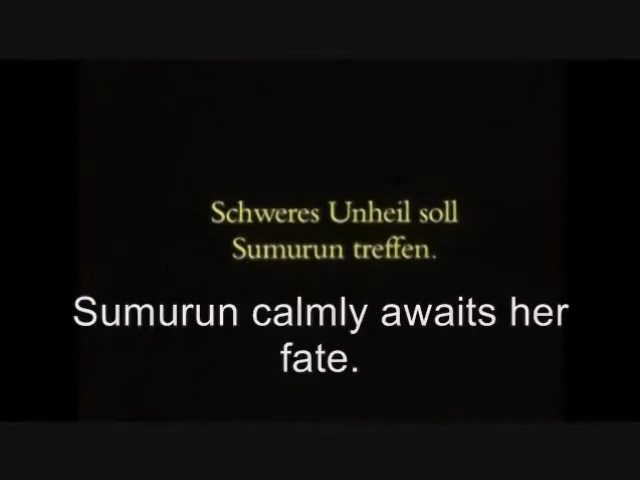 Schweres Unheil soll
Sumurun treffen.
Sumurun calmly awaits her
fate.